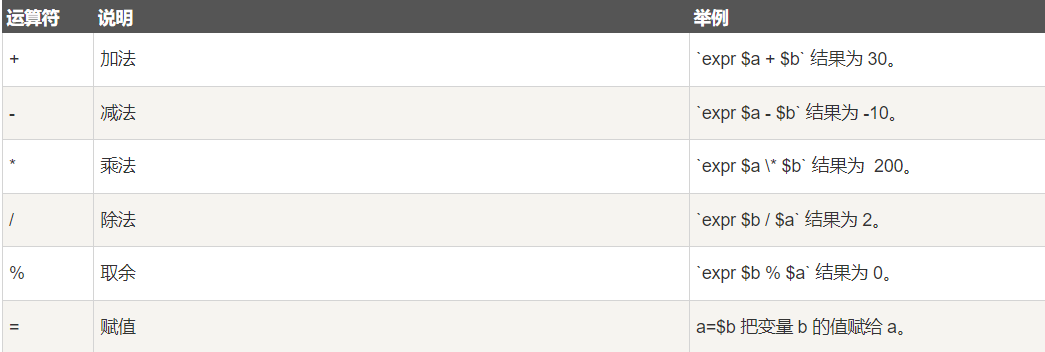 运算符 说明 举例
+ 加法 `expr $a + $b` 结果为 30。
- 减法 `expr $a - $b` 结果为 -10。
* 乘法 `expr $a \* $b` 结果为  200。
/ 除法 `expr $b / $a` 结果为 2。
% 取余 `expr $b % $a` 结果为 0。
= 赋值 a=$b 把变量 b 的值赋给 a。